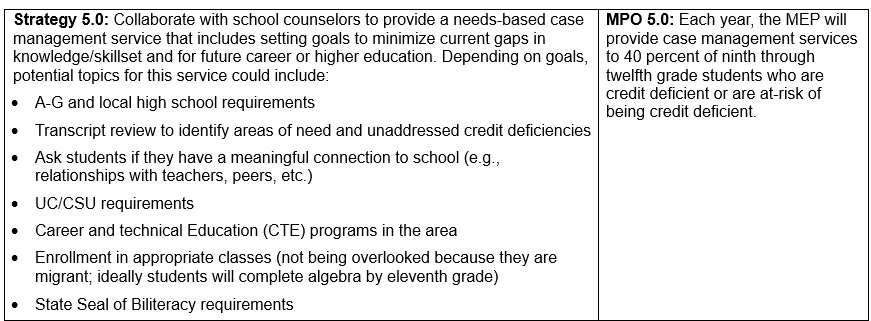 Strategy 5.0: Collaborate with school counselors to provide a needs-based case
management service that includes setting goals to minimize current gaps in
knowledge/skillset and for future career or higher education. Depending on goals,
potential topics for this service could include:
• A-G and local high school requirements
• Transcript review to identify areas of need and unaddressed credit deficiencies
• Ask students if they have a meaningful connection to school (e.g.,
relationships with teachers, peers, etc.)
• UC/CSU requirements
• Career and technical Education (CTE) programs in the area
• Enrollment in appropriate classes (not being overlooked because they are
migrant; ideally students will complete algebra by eleventh grade)
• State Seal of Biliteracy requirements
MPO 5.0: Each year, the MEP will
provide case management services
to 40 percent of ninth through
twelfth grade students who are
credit deficient or are at-risk of
being credit deficient.